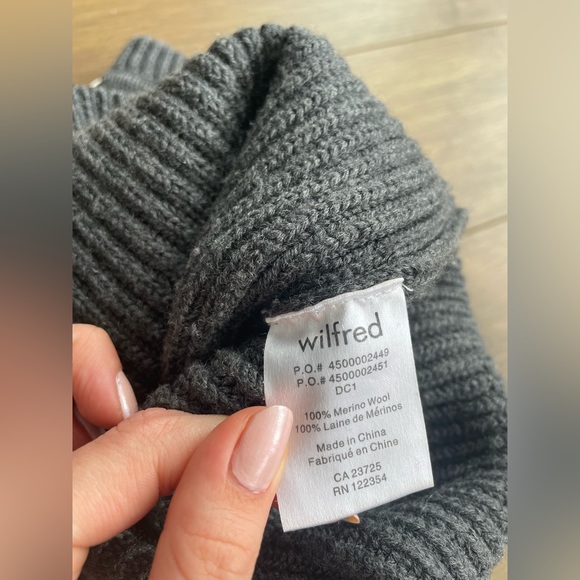 wilfred
P.O.# 4500002449
P.O.# 4500002451
DC1
100% Merino Wool
100% Laine de Mérinos
Made in China
Fabriqué en Chine
CA 23725
RN 122354